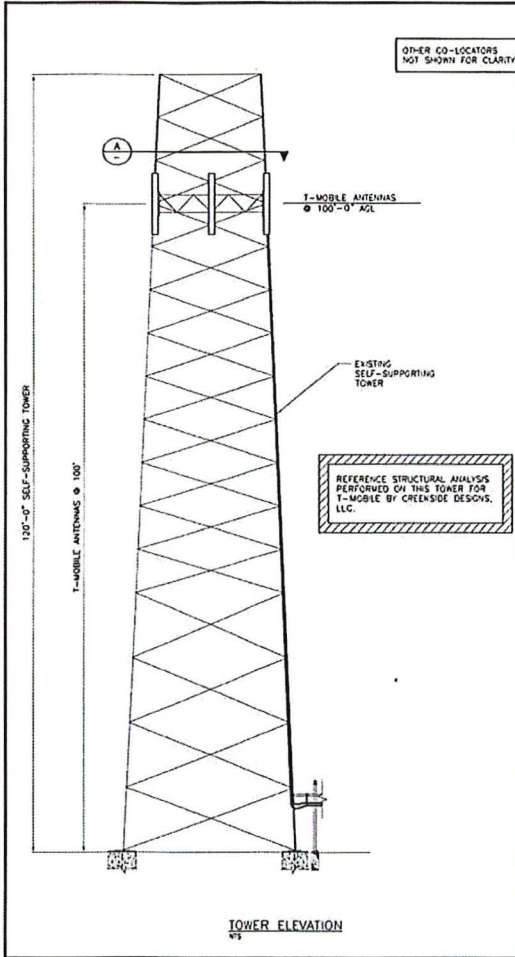 OTHER CO-LOCATORS
NOT SHOWN FOR CLARITY
A
T-MOBILE ANTENNAS
@ 100'-0" AGL
EXISTING
SELF-SUPPORTING
TOWER
120'-0" SELF-SUPPORTING TOWER
T-MOBILE ANTENNAS @ 100'
REFERENCE STRUCTURAL ANALYSIS
PERFORMED ON THIS TOWER FOR
T-MOBILE BY CREEKSIDE DESIGNS,
LLC.
TOWER ELEVATION
NTS